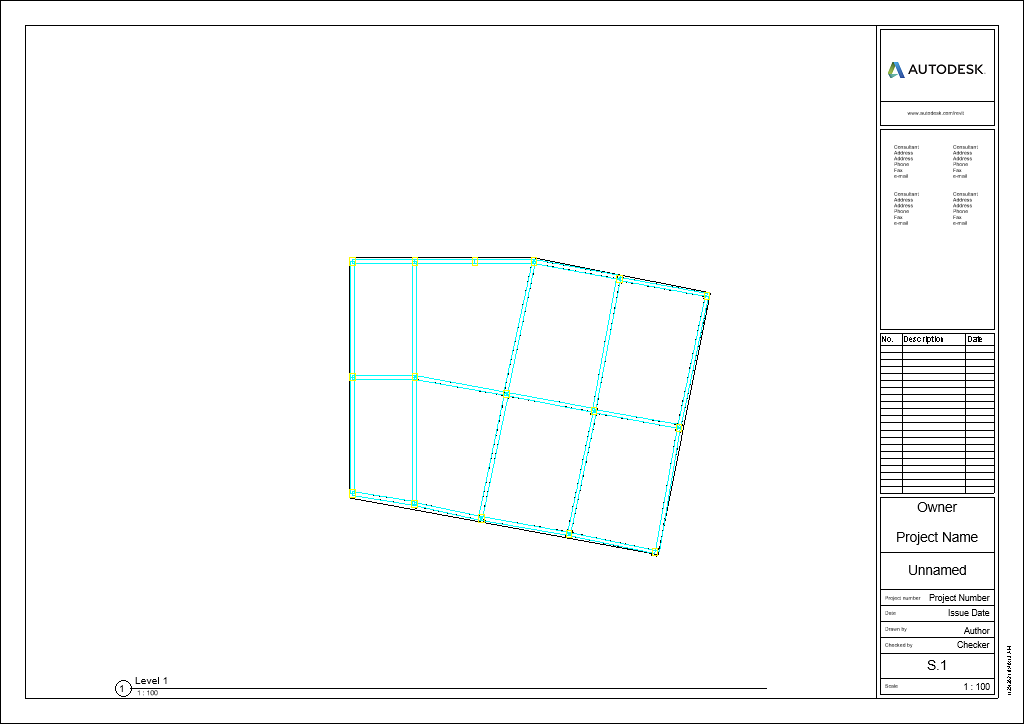 AUTODESK.
www.autodesk.com/revit
Consultant
Address
Address
Phone
Fax
e-mail
Consultant
Address
Address
Phone
Fax
e-mail
Consultant
Address
Address
Phone
Fax
e-mail
Consultant
Address
Address
Phone
Fax
e-mail
No. Description Date
Owner
Project Name
Unnamed
Project number Project Number
Date Issue Date
Drawn by Author
Checked by Checker
S.1
Scale 1 : 100
1 Level 1
1 : 100